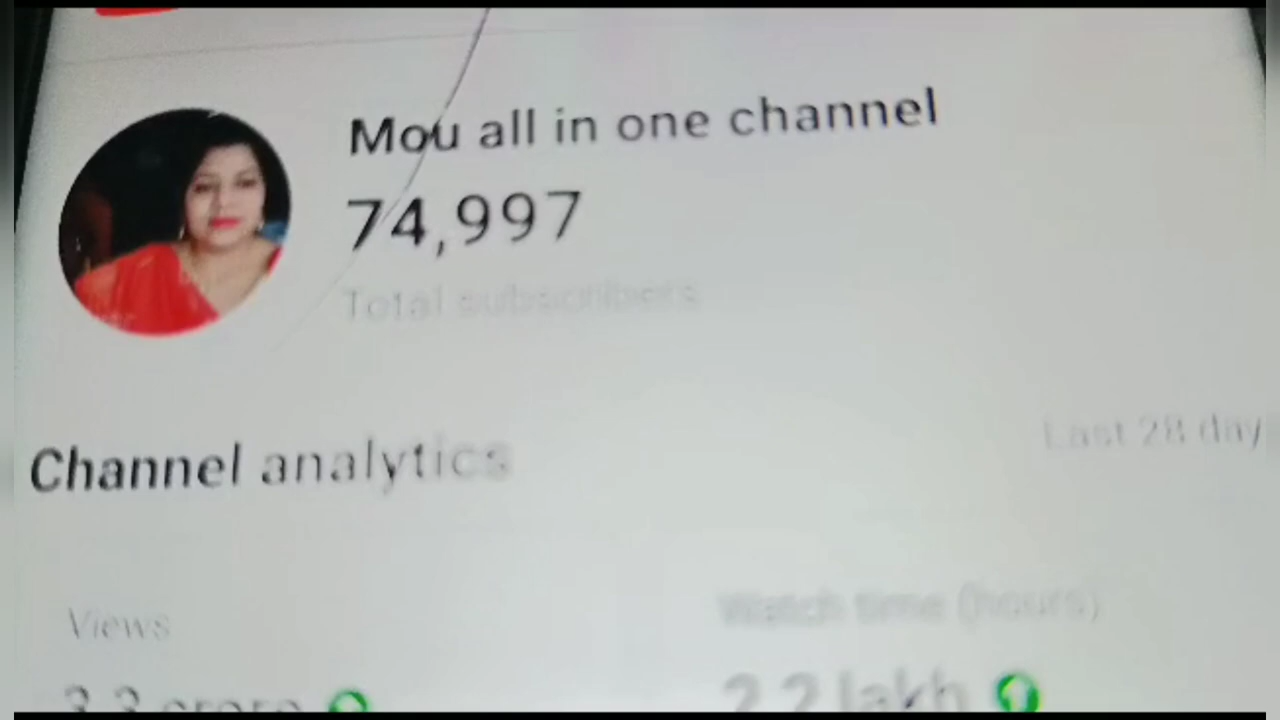 Mou all in one channel
74,997
Total subscribers
Channel analytics
Last 28 day
Views
Watch time (hours)
2.2 lakh